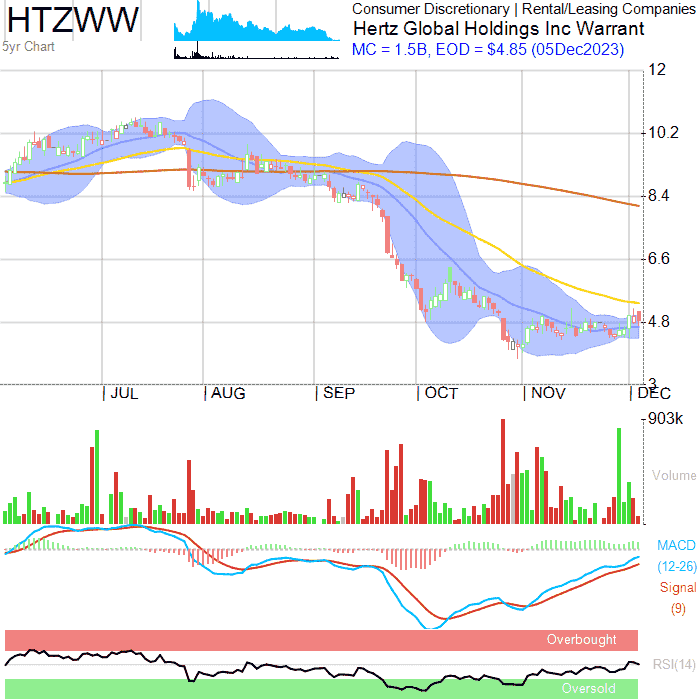 HTZWW
5yr Chart
Consumer Discretionary | Rental/Leasing Companies
Hertz Global Holdings Inc Warrant
MC = 1.5B, EOD = $4.85 (05Dec2023)
12
10.2
8.4
6.6
4.8
3
JUL AUG SEP OCT NOV DEC
903k
Volume
MACD
(12-26)
Signal
(9)
Overbought
RSI(14)
Oversold